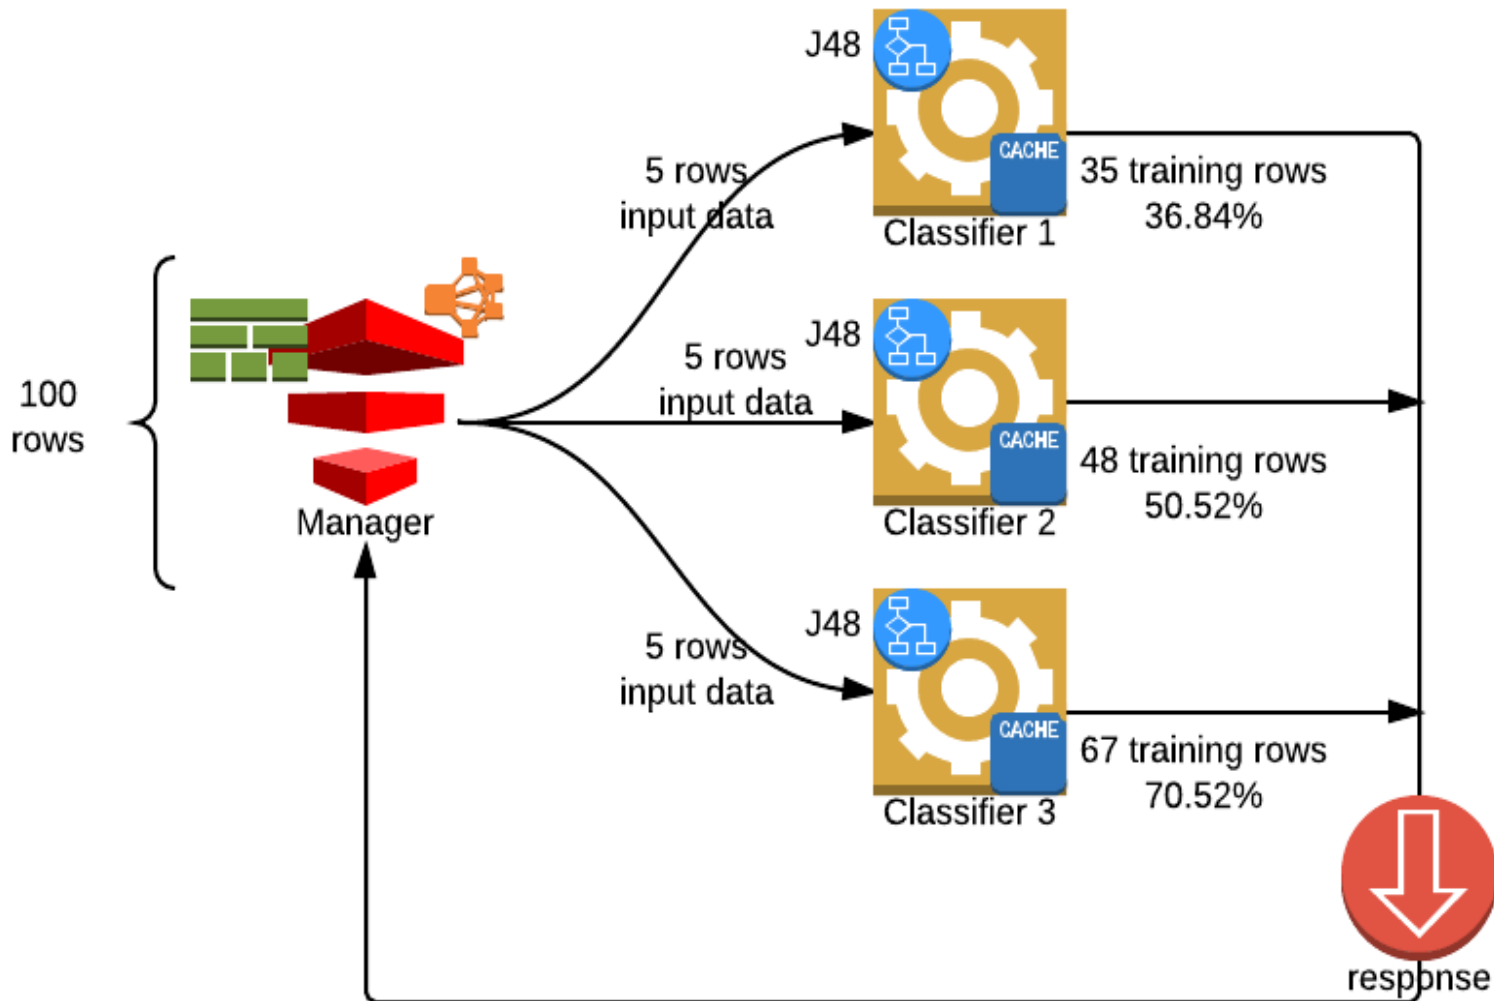 100
rows
Manager
5 rows
input data
5 rows
input data
5 rows
input data
J48
CACHE
Classifier 1
35 training rows
36.84%
J48
CACHE
Classifier 2
48 training rows
50.52%
J48
CACHE
Classifier 3
67 training rows
70.52%
response